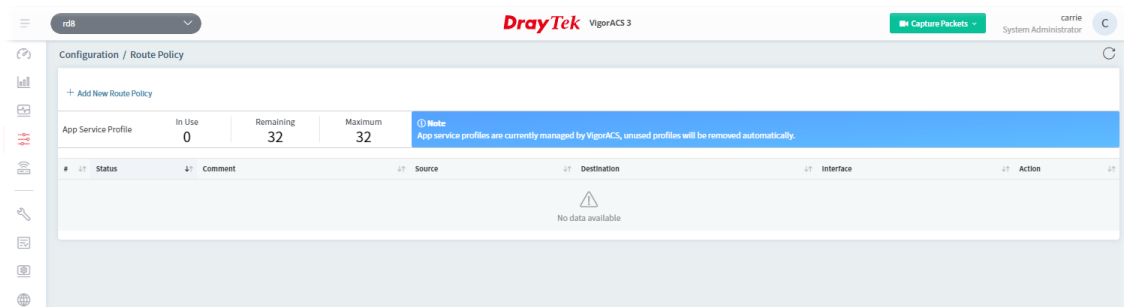 rd8
DrayTek VigorACS 3
Capture Packets
carrie
System Administrator
C
Configuration / Route Policy
+ Add New Route Policy
App Service Profile
In Use
0
Remaining
32
Maximum
32
Note
App service profiles are currently managed by VigorACS, unused profiles will be removed automatically.
# Status Comment Source Destination Interface Action
No data available